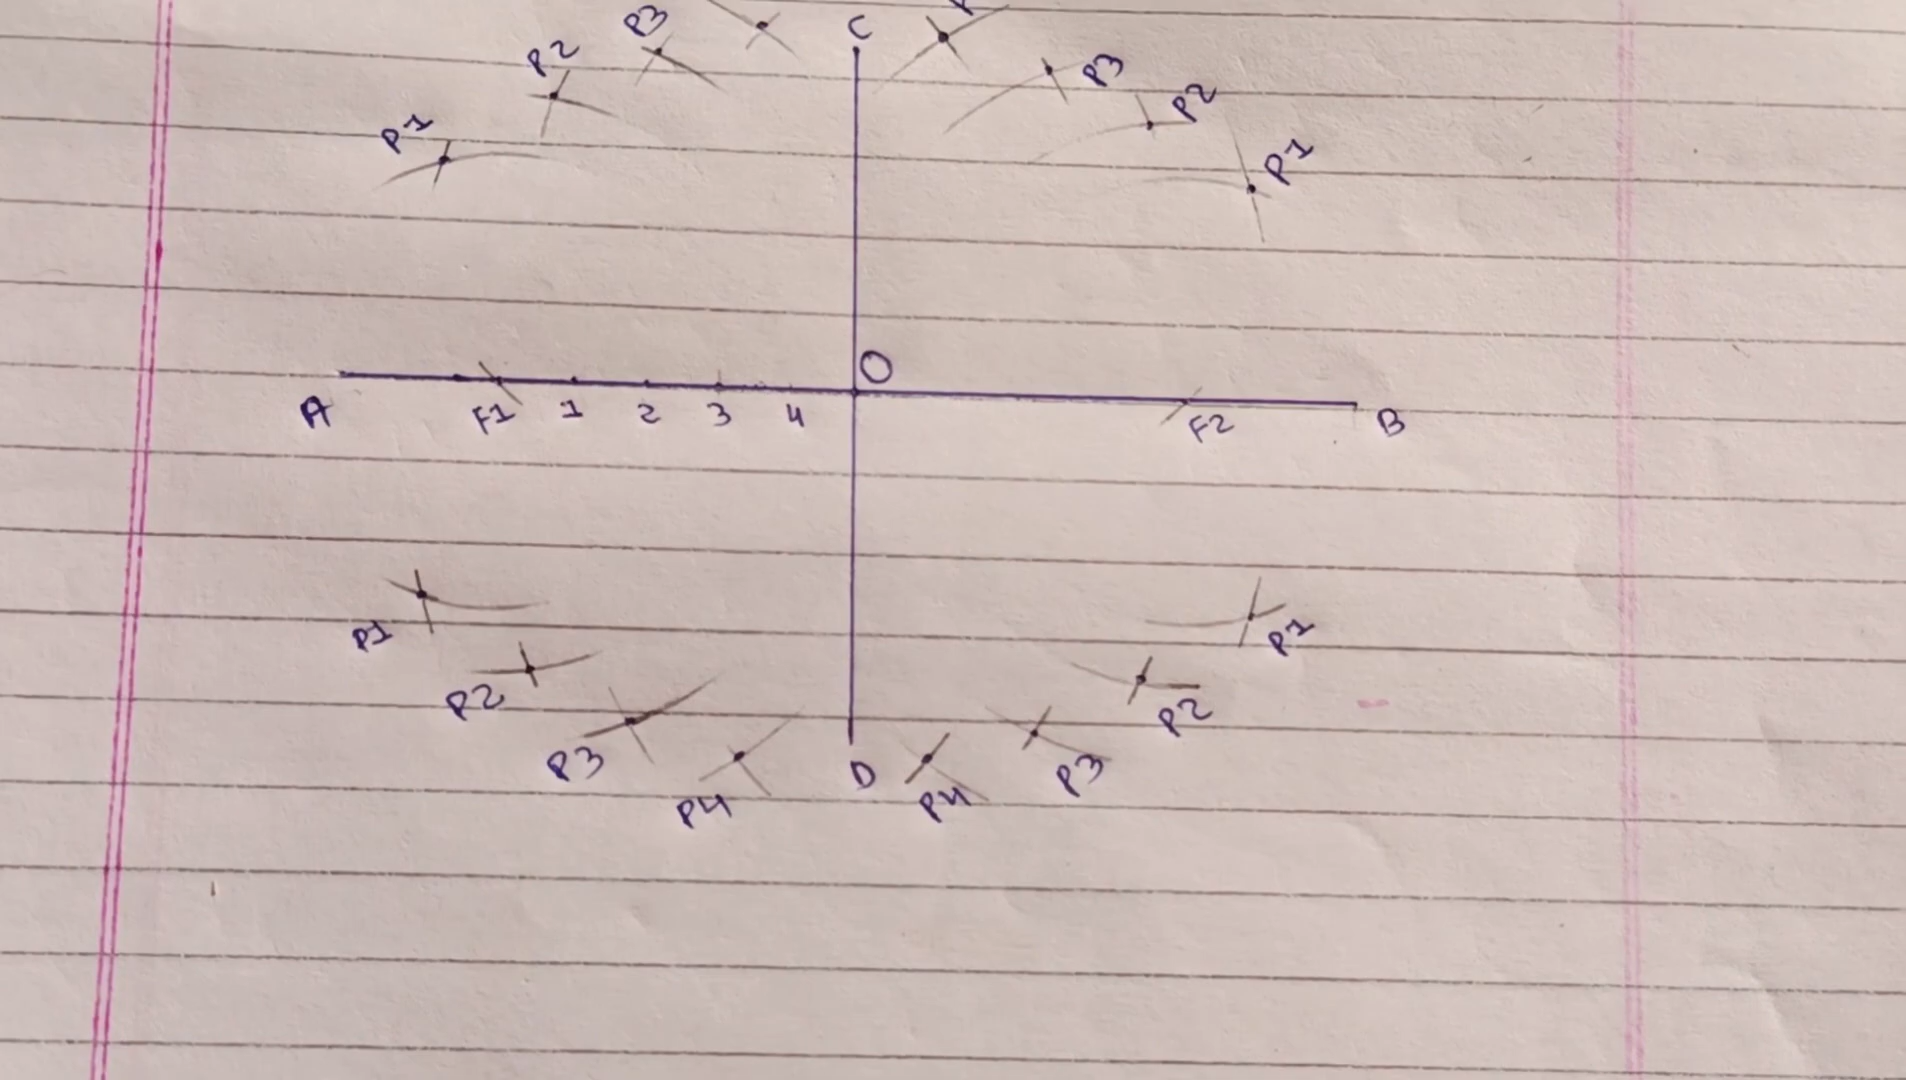 P3 C
P2 P3
P1 P2
P1
O
A F1 1 2 3 4 F2 B
P1 P1
P2 P2
P3 D P3
P4 P4